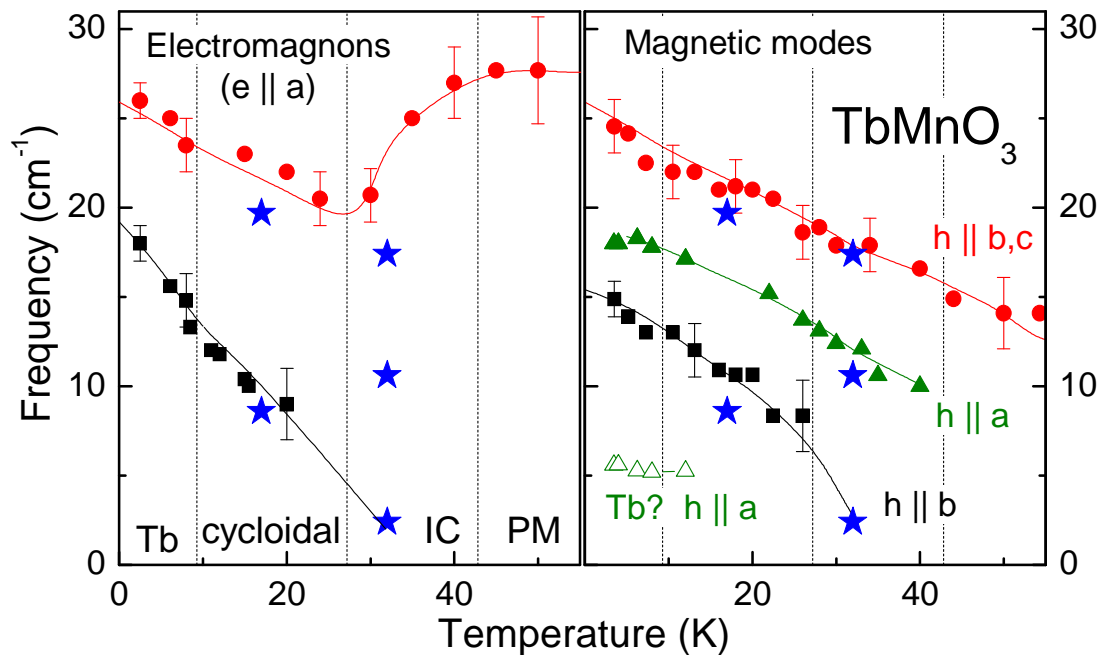 30
Electromagnons
(e || a)
Magnetic modes
30
TbMnO3
20
h || b,c
20
Frequency (cm-1)
10
h || a
10
Tb? h || a
h || b
Tb
cycloidal
IC
PM
0
0
0
20
40
20
40
Temperature (K)